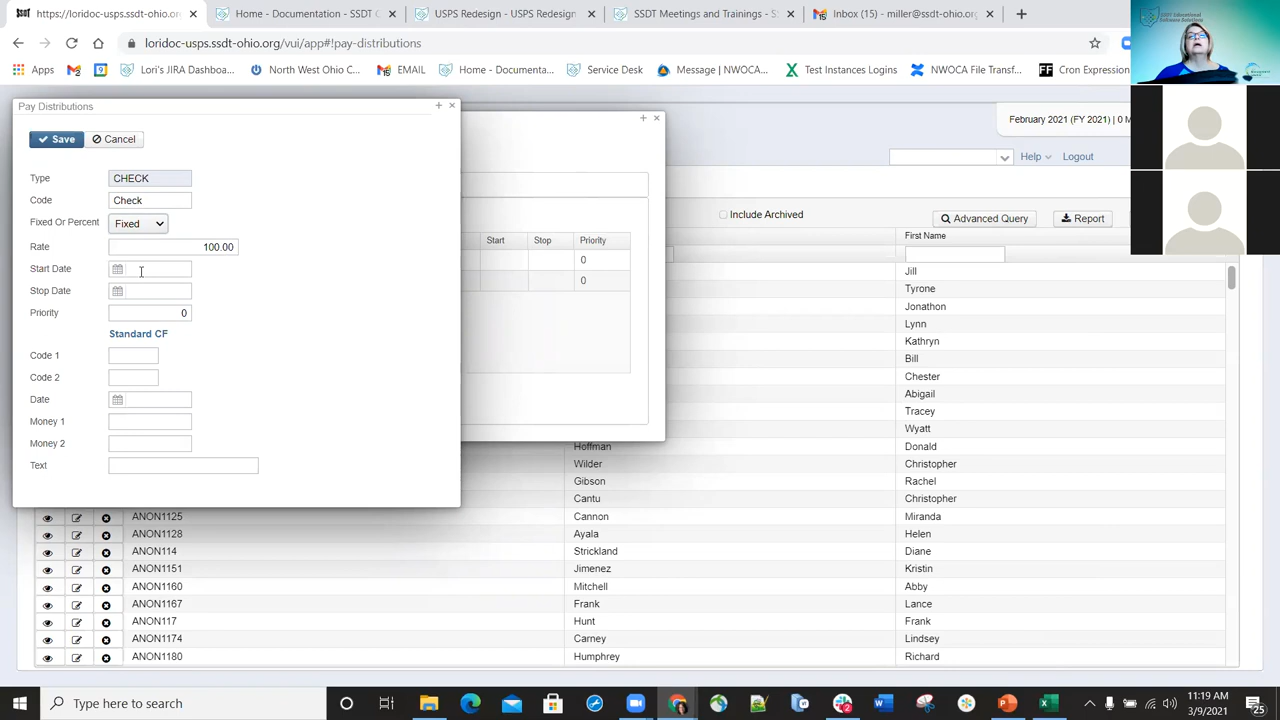 https://loridoc-usps.ssdt-ohio.org
Home - Documentation - SSDT C
USPS Redesign - USPS Redesign
SSDT Meetings and Trainings - S
Inbox (15) - miller@ssdt-ohio.org
loridoc-usps.ssdt-ohio.org/vui/app#!pay-distributions
Apps
Lori's JIRA Dashboa...
North West Ohio C...
EMAIL
Home - Documenta...
Service Desk
Message | NWOCA
Test Instances Logins
NWOCA File Transf...
Cron Expression
Pay Distributions
Save
Cancel
February 2021 (FY 2021) | 0 M
Help
Logout
Type CHECK
Code Check
Fixed Or Percent Fixed
Rate 100.00
Start Date
Stop Date
Priority 0
Standard CF
Code 1
Code 2
Date
Money 1
Money 2
Text
Start Stop Priority
0
0
Include Archived
Advanced Query
Report
First Name
Jill
Tyrone
Jonathon
Lynn
Kathryn
Bill
Chester
Abigail
Tracey
Wyatt
Hoffman Donald
Wilder Christopher
Gibson Rachel
Cantu Christopher
ANON1125 Cannon Miranda
ANON1128 Ayala Helen
ANON114 Strickland Diane
ANON1151 Jimenez Kristin
ANON1160 Mitchell Abby
ANON1167 Frank Lance
ANON117 Hunt Frank
ANON1174 Carney Lindsey
ANON1180 Humphrey Richard
Type here to search
11:19 AM
3/9/2021
25